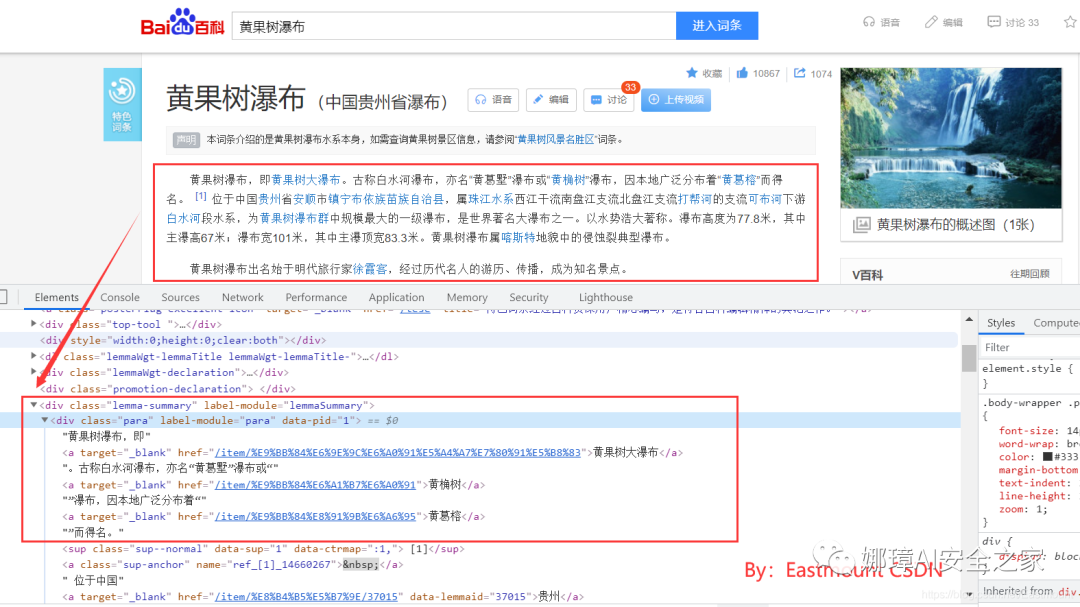 Bai du 百科
黄果树瀑布
进入词条
语音 编辑 讨论 33
收藏 10867 1074
特色
词条
黄果树瀑布 （中国贵州省瀑布）
语音 编辑 讨论 33 上传视频
声明 本词条介绍的是黄果树瀑布水系本身，如需查询黄果树景区信息，请参阅“黄果树风景名胜区”词条。
黄果树瀑布，即黄果树大瀑布。古称白水河瀑布，亦名“黄葛墅”瀑布或“黄桷树”瀑布，因本地广泛分布着“黄葛榕”而得
名。 [1] 位于中国贵州省安顺市镇宁布依族苗族自治县，属珠江水系西江干流南盘江支流北盘江支流打帮河的支流可布河下游
白水河段水系，为黄果树瀑布群中规模最大的一级瀑布，是世界著名大瀑布之一。以水势浩大著称。瀑布高度为77.8米，其中
主瀑高67米；瀑布宽101米，其中主瀑顶宽83.3米。黄果树瀑布属喀斯特地貌中的侵蚀裂典型瀑布。
黄果树瀑布出名始于明代旅行家徐霞客，经过历代名人的游历、传播，成为知名景点。
黄果树瀑布的概述图（1张）
V百科 往期回顾
Elements Console Sources Network Performance Application Memory Security Lighthouse
<div class="top-tool ">…</div>
<div style="width:0;height:0;clear:both"></div>
<dl class="lemmaWgt-lemmaTitle lemmaWgt-lemmaTitle-">…</dl>
<div class="lemmaWgt-declaration">…</div>
<div class="promotion-declaration"> </div>
<div class="lemma-summary" label-module="lemmaSummary">
<div class="para" label-module="para" data-pid="1"> == $0
"黄果树瀑布，即"
<a target="_blank" href="/item/%E9%BB%84%E6%9E%9C%E6%A0%91%E5%A4%A7%E7%80%91%E5%B8%83">黄果树大瀑布</a>
"。古称白水河瀑布，亦名“黄葛墅”瀑布或“"
<a target="_blank" href="/item/%E9%BB%84%E6%A1%B7%E6%A0%91">黄桷树</a>
"”瀑布，因本地广泛分布着“"
<a target="_blank" href="/item/%E9%BB%84%E8%91%9B%E6%A6%95">黄葛榕</a>
"”而得名。"
<sup class="sup--normal" data-sup="1" data-ctrmap=":1,"> [1]</sup>
<a class="sup-anchor" name="ref_[1]_14660267">&nbsp;</a>
" 位于中国"
<a target="_blank" href="/item/%E8%B4%B5%E5%B7%9E/37015" data-lemmaid="37015">贵州</a>
Styles Compute
Filter
element.style {
}
.body-wrapper .p
{
font-size: 14p
word-wrap: bre
color: #333
margin-bottom
text-indent:
line-height:
zoom: 1;
}
div {
display: bloc
Inherited from div.
By：Eastmount CSDN
娜璋AI安全之家